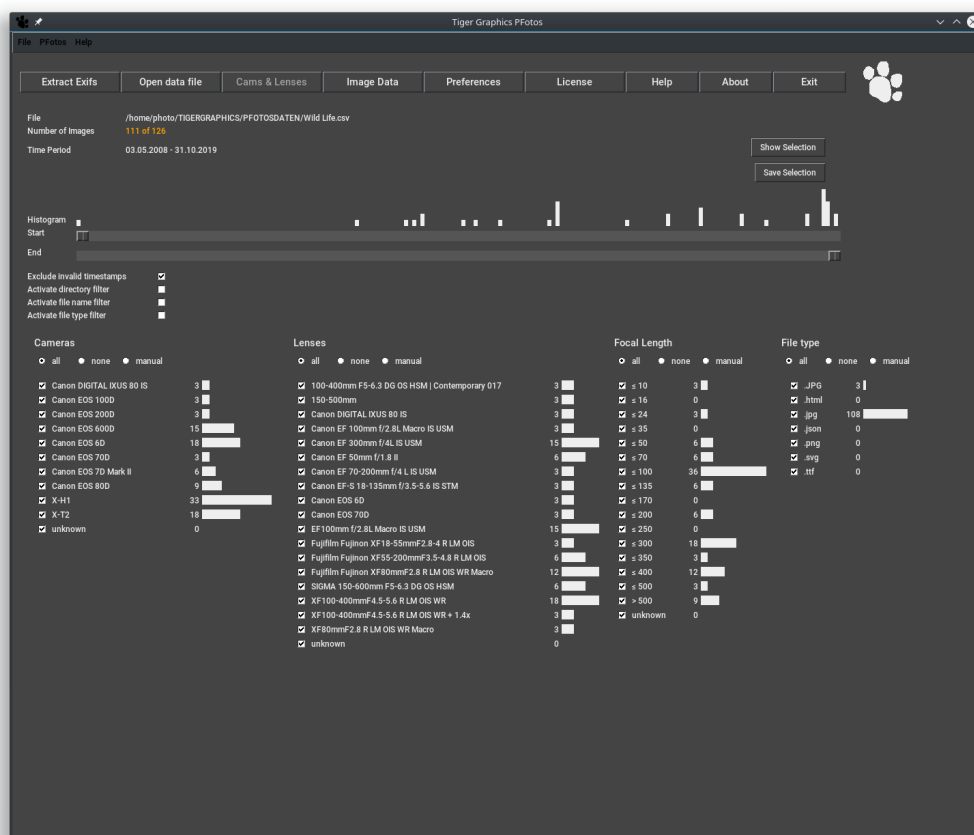 Tiger Graphics PFotos
File PFotos Help
Extract Exifs Open data file Cams & Lenses Image Data Preferences License Help About Exit
File /home/photo/TIGERGRAPHICS/PFOTOSDATEN/Wild Life.csv
Number of Images 111 of 126
Time Period 03.05.2008 - 31.10.2019
Show Selection
Save Selection
Histogram
Start
End
Exclude invalid timestamps
Activate directory filter
Activate file name filter
Activate file type filter
Cameras
all none manual
Canon DIGITAL IXUS 80 IS 3
Canon EOS 100D 3
Canon EOS 200D 3
Canon EOS 600D 15
Canon EOS 6D 18
Canon EOS 70D 3
Canon EOS 7D Mark II 6
Canon EOS 80D 9
X-H1 33
X-T2 18
unknown 0
Lenses
all none manual
100-400mm F5-6.3 DG OS HSM | Contemporary 017 3
150-500mm 3
Canon DIGITAL IXUS 80 IS 3
Canon EF 100mm f/2.8L Macro IS USM 3
Canon EF 300mm f/4L IS USM 15
Canon EF 50mm f/1.8 II 6
Canon EF 70-200mm f/4 L IS USM 3
Canon EF-S 18-135mm f/3.5-5.6 IS STM 3
Canon EOS 6D 3
Canon EOS 70D 3
EF100mm f/2.8L Macro IS USM 15
Fujifilm Fujinon XF18-55mmF2.8-4 R LM OIS 3
Fujifilm Fujinon XF55-200mmF3.5-4.8 R LM OIS 6
Fujifilm Fujinon XF80mmF2.8 R LM OIS WR Macro 12
SIGMA 150-600mm F5-6.3 DG OS HSM 6
XF100-400mmF4.5-5.6 R LM OIS WR 18
XF100-400mmF4.5-5.6 R LM OIS WR + 1.4x 3
XF80mmF2.8 R LM OIS WR Macro 3
unknown 0
Focal Length
all none manual
≤ 10 3
≤ 16 0
≤ 24 3
≤ 35 0
≤ 50 6
≤ 70 6
≤ 100 36
≤ 135 6
≤ 170 0
≤ 200 6
≤ 250 0
≤ 300 18
≤ 350 3
≤ 400 12
≤ 500 3
> 500 9
unknown 0
File type
all none manual
.JPG 3
.html 0
.jpg 108
.json 0
.png 0
.svg 0
.ttf 0